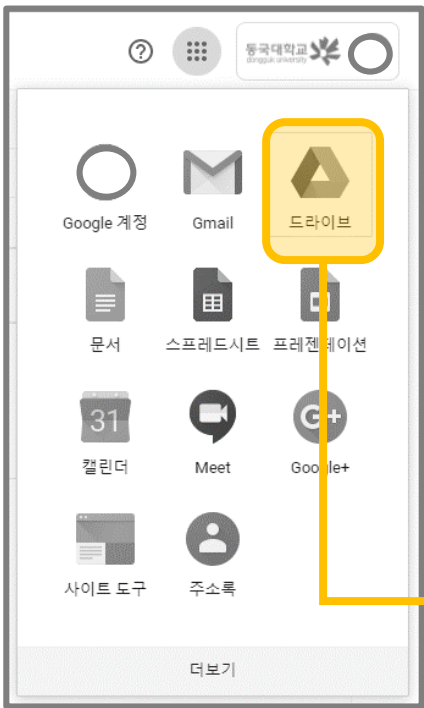 동국대학교
dongguk university
Google 계정 Gmail 드라이브
문서 스프레드시트 프레젠테이션
31
캘린더 Meet Google+
사이트 도구 주소록
더보기